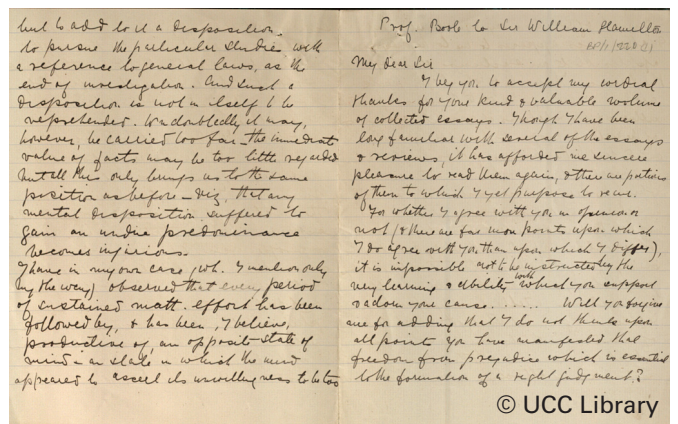 Prof. Boole to Sir William Hamilton
BP/1/220(1)
My dear Sir
I beg you to accept my cordial
thanks for your kind & valuable volume
of collected essays. Though I have been
long familiar with several of the essays
& reviews, it has afforded me sincere
pleasure to read them again, & there are portions
of them to which I yet purpose to recur.
For whether I agree with you in opinion or
not (& there are far more points upon which
I do agree with you, than upon which I differ),
it is impossible not to be instructed by the
very learning & ability with which you support
& adorn your cause....... Will you forgive
me for adding that I do not think upon
all points you have manifested that
freedom from prejudice which is essential
to the formation of a right judgment?
but to add to it a disposition
to pursue the particular studies with
a reference to general laws, as the
end of investigation. And such a
disposition is not in itself to be
reprehended. Undoubtedly it may,
however, be carried too far – the immediate
value of facts may be too little regarded
but all this only brings us to the same
position as before – viz, that any
mental disposition suffered to
gain an undue predominance
becomes injurious.
I have in my own case (wh. I mention only
by the way) observed that every period
of sustained math. effort has been
followed by, & has been, I believe,
productive of an opposite state of
mind – a state in which the mind
appeared to assert its unwillingness to be too
© UCC Library